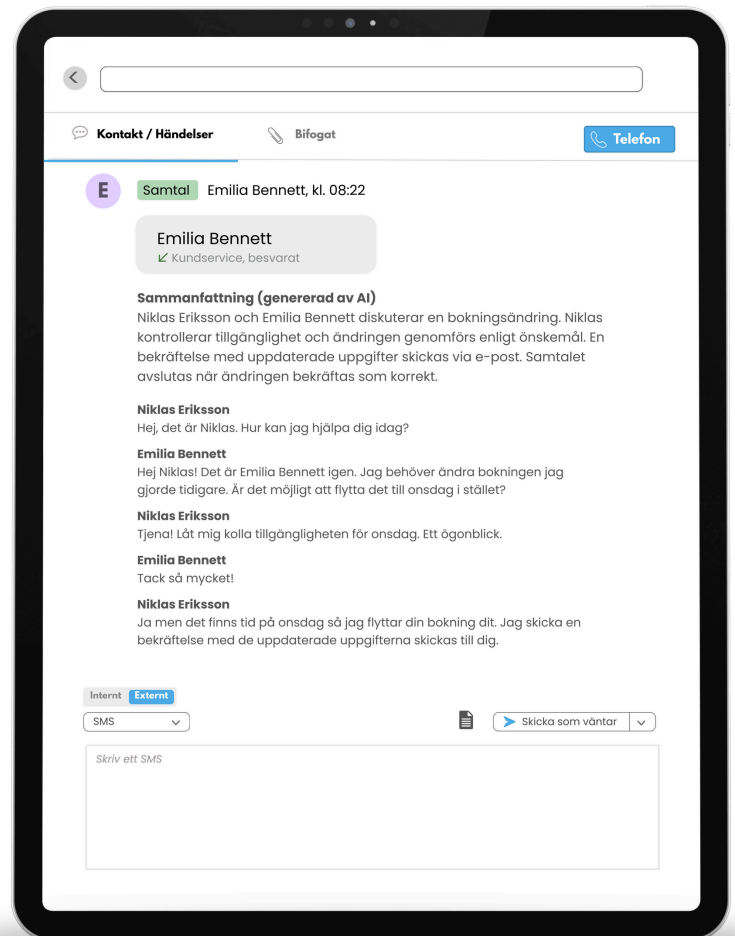 Kontakt / Händelser
Bifogat
Telefon
E
Samtal
Emilia Bennett, kl. 08:22
Emilia Bennett
Kundservice, besvarat
Sammanfattning (genererad av AI)
Niklas Eriksson och Emilia Bennett diskuterar en bokningsändring. Niklas
kontrollerar tillgänglighet och ändringen genomförs enligt önskemål. En
bekräftelse med uppdaterade uppgifter skickas via e-post. Samtalet
avslutas när ändringen bekräftas som korrekt.
Niklas Eriksson
Hej, det är Niklas. Hur kan jag hjälpa dig idag?
Emilia Bennett
Hej Niklas! Det är Emilia Bennett igen. Jag behöver ändra bokningen jag
gjorde tidigare. Är det möjligt att flytta det till onsdag i stället?
Niklas Eriksson
Tjena! Låt mig kolla tillgängligheten för onsdag. Ett ögonblick.
Emilia Bennett
Tack så mycket!
Niklas Eriksson
Ja men det finns tid på onsdag så jag flyttar din bokning dit. Jag skicka en
bekräftelse med de uppdaterade uppgifterna skickas till dig.
Internt
Externt
SMS
Skicka som väntar
Skriv ett SMS